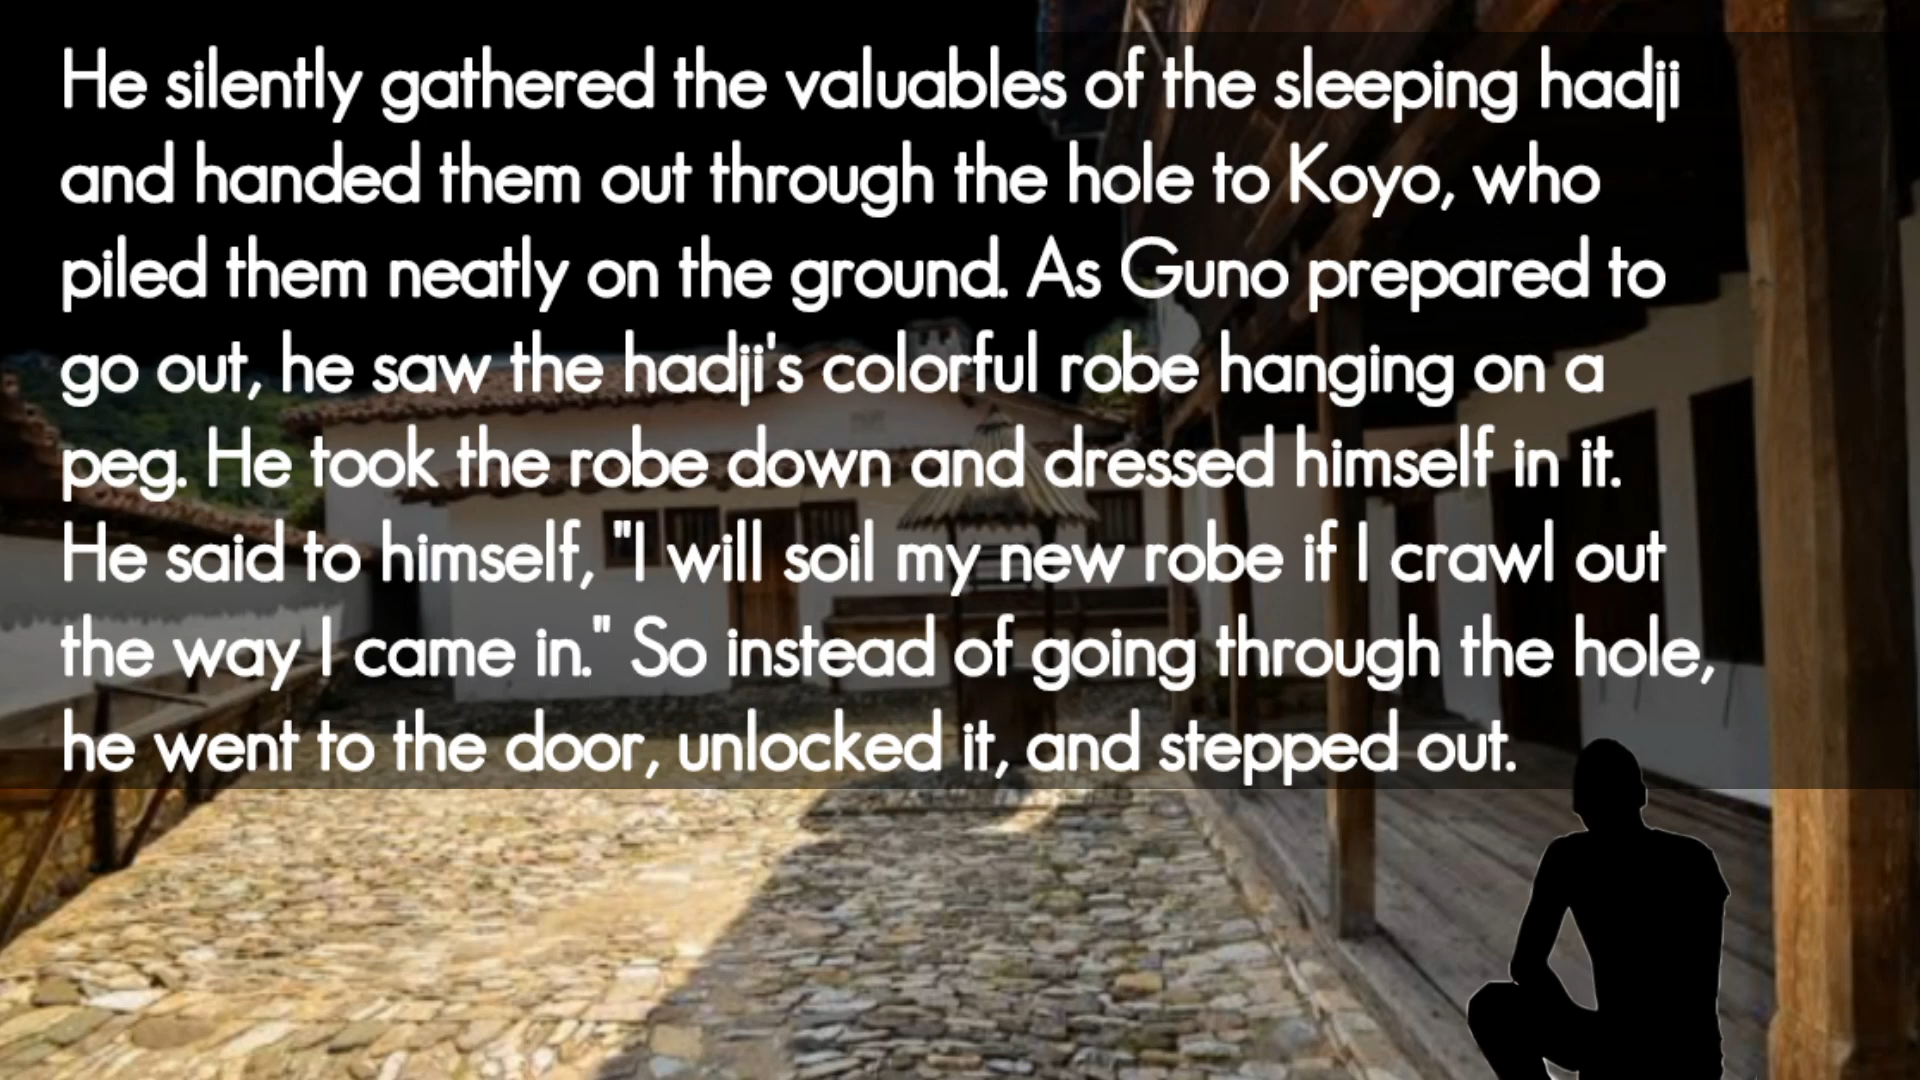 He silently gathered the valuables of the sleeping hadji
and handed them out through the hole to Koyo, who
piled them neatly on the ground. As Guno prepared to
go out, he saw the hadji's colorful robe hanging on a
peg. He took the robe down and dressed himself in it.
He said to himself, "I will soil my new robe if I crawl out
the way I came in." So instead of going through the hole,
he went to the door, unlocked it, and stepped out.